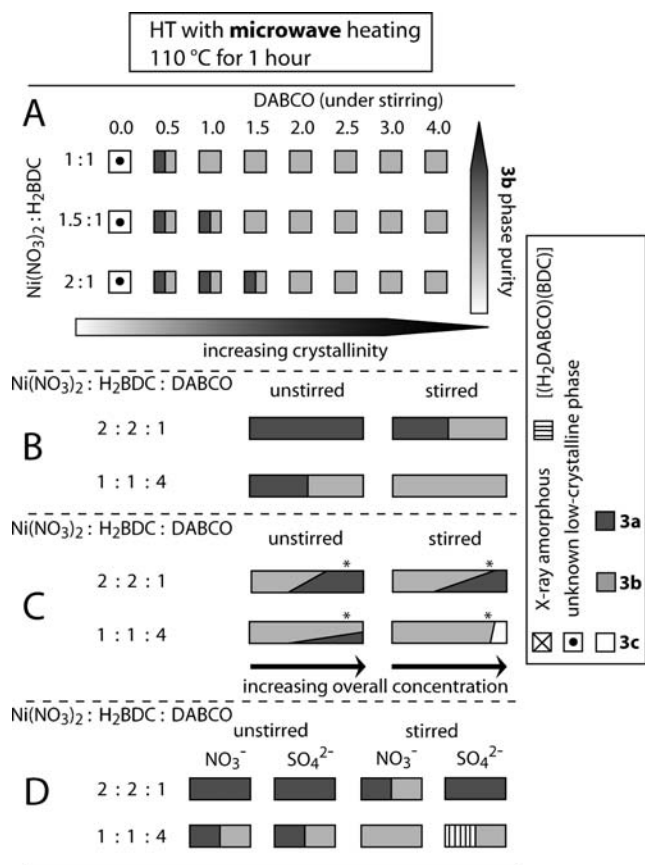 HT with microwave heating
110 °C for 1 hour
A
DABCO (under stirring)
0.0 0.5 1.0 1.5 2.0 2.5 3.0 4.0
Ni(NO₃)₂ : H₂BDC
1 : 1
1.5 : 1
2 : 1
3b phase purity
increasing crystallinity
Ni(NO₃)₂ : H₂BDC : DABCO
unstirred stirred
B
2 : 2 : 1
1 : 1 : 4
Ni(NO₃)₂ : H₂BDC : DABCO
unstirred stirred
C
2 : 2 : 1 * *
1 : 1 : 4 * *
increasing overall concentration
Ni(NO₃)₂ : H₂BDC : DABCO
unstirred stirred
NO₃⁻ SO₄²⁻ NO₃⁻ SO₄²⁻
D
2 : 2 : 1
1 : 1 : 4
X-ray amorphous
[(H₂DABCO)(BDC)]
unknown low-crystalline phase
3a
3b
3c